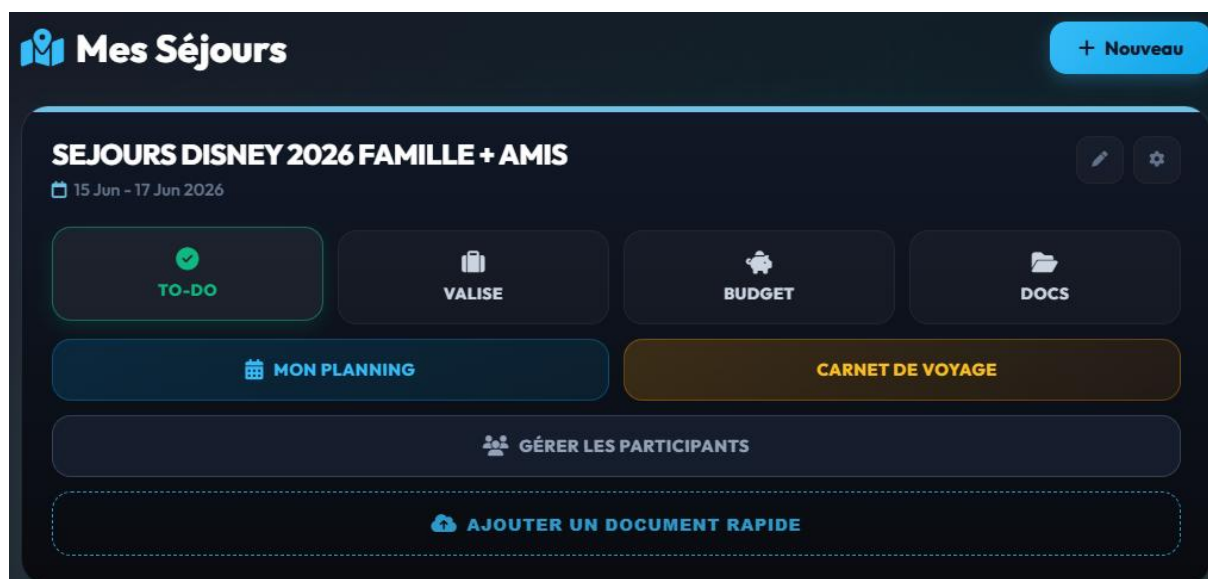 Mes Séjours
+ Nouveau
SEJOURS DISNEY 2026 FAMILLE + AMIS
15 Jun - 17 Jun 2026
TO-DO
VALISE
BUDGET
DOCS
MON PLANNING
CARNET DE VOYAGE
GÉRER LES PARTICIPANTS
AJOUTER UN DOCUMENT RAPIDE